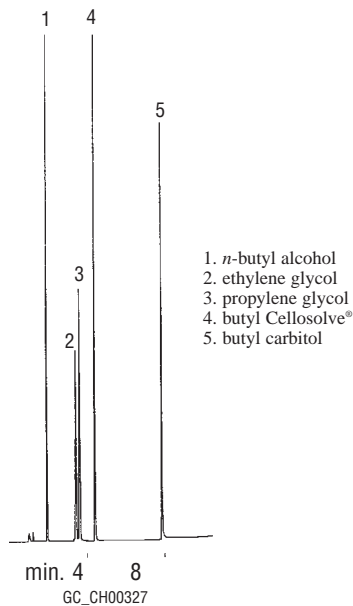 1
4
5
3
2
1. n-butyl alcohol
2. ethylene glycol
3. propylene glycol
4. butyl Cellosolve®
5. butyl carbitol
min. 4 8
GC_CH00327